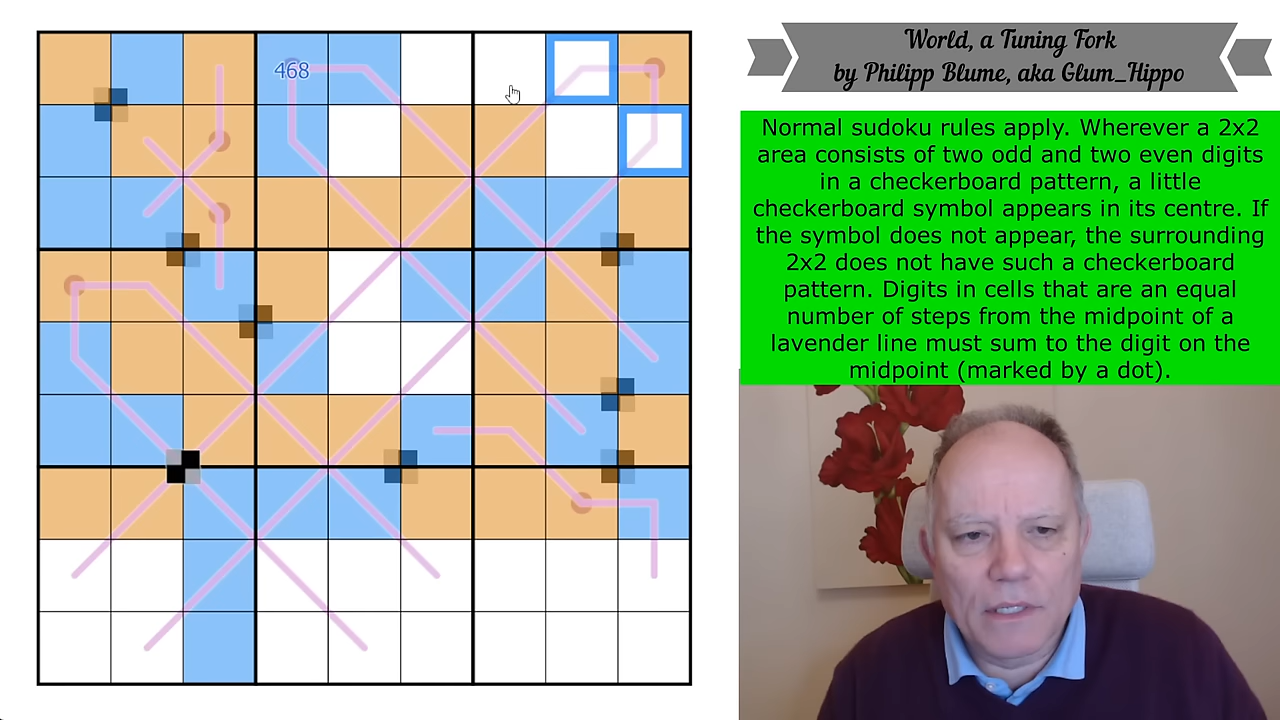 World, a Tuning Fork
by Philipp Blume, aka Glum_Hippo
468
Normal sudoku rules apply. Wherever a 2x2
area consists of two odd and two even digits
in a checkerboard pattern, a little
checkerboard symbol appears in its centre. If
the symbol does not appear, the surrounding
2x2 does not have such a checkerboard
pattern. Digits in cells that are an equal
number of steps from the midpoint of a
lavender line must sum to the digit on the
midpoint (marked by a dot).